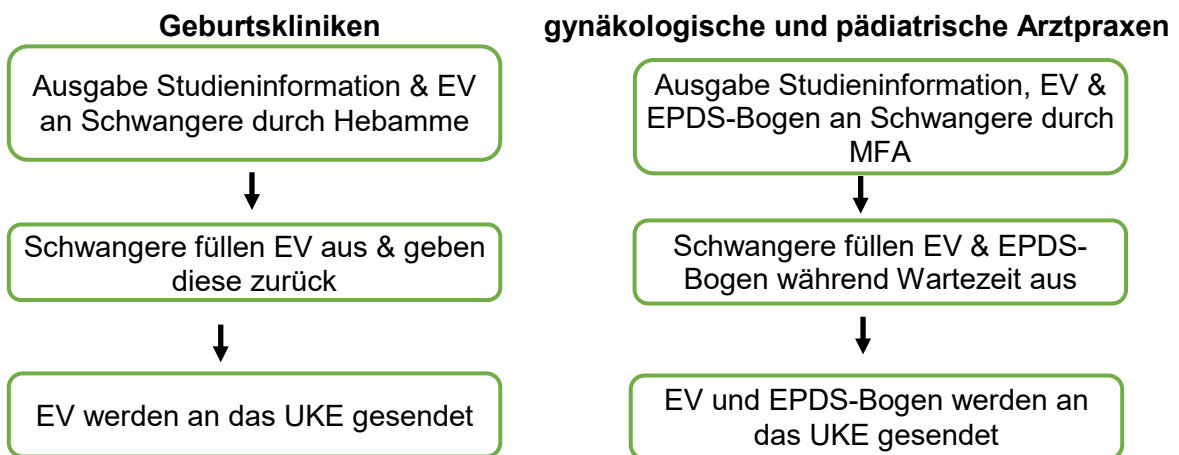 Geburtskliniken
Ausgabe Studieninformation & EV
an Schwangere durch Hebamme
Schwangere füllen EV aus & geben
diese zurück
EV werden an das UKE gesendet
gynäkologische und pädiatrische Arztpraxen
Ausgabe Studieninformation, EV &
EPDS-Bogen an Schwangere durch
MFA
Schwangere füllen EV & EPDS-
Bogen während Wartezeit aus
EV und EPDS-Bogen werden an
das UKE gesendet